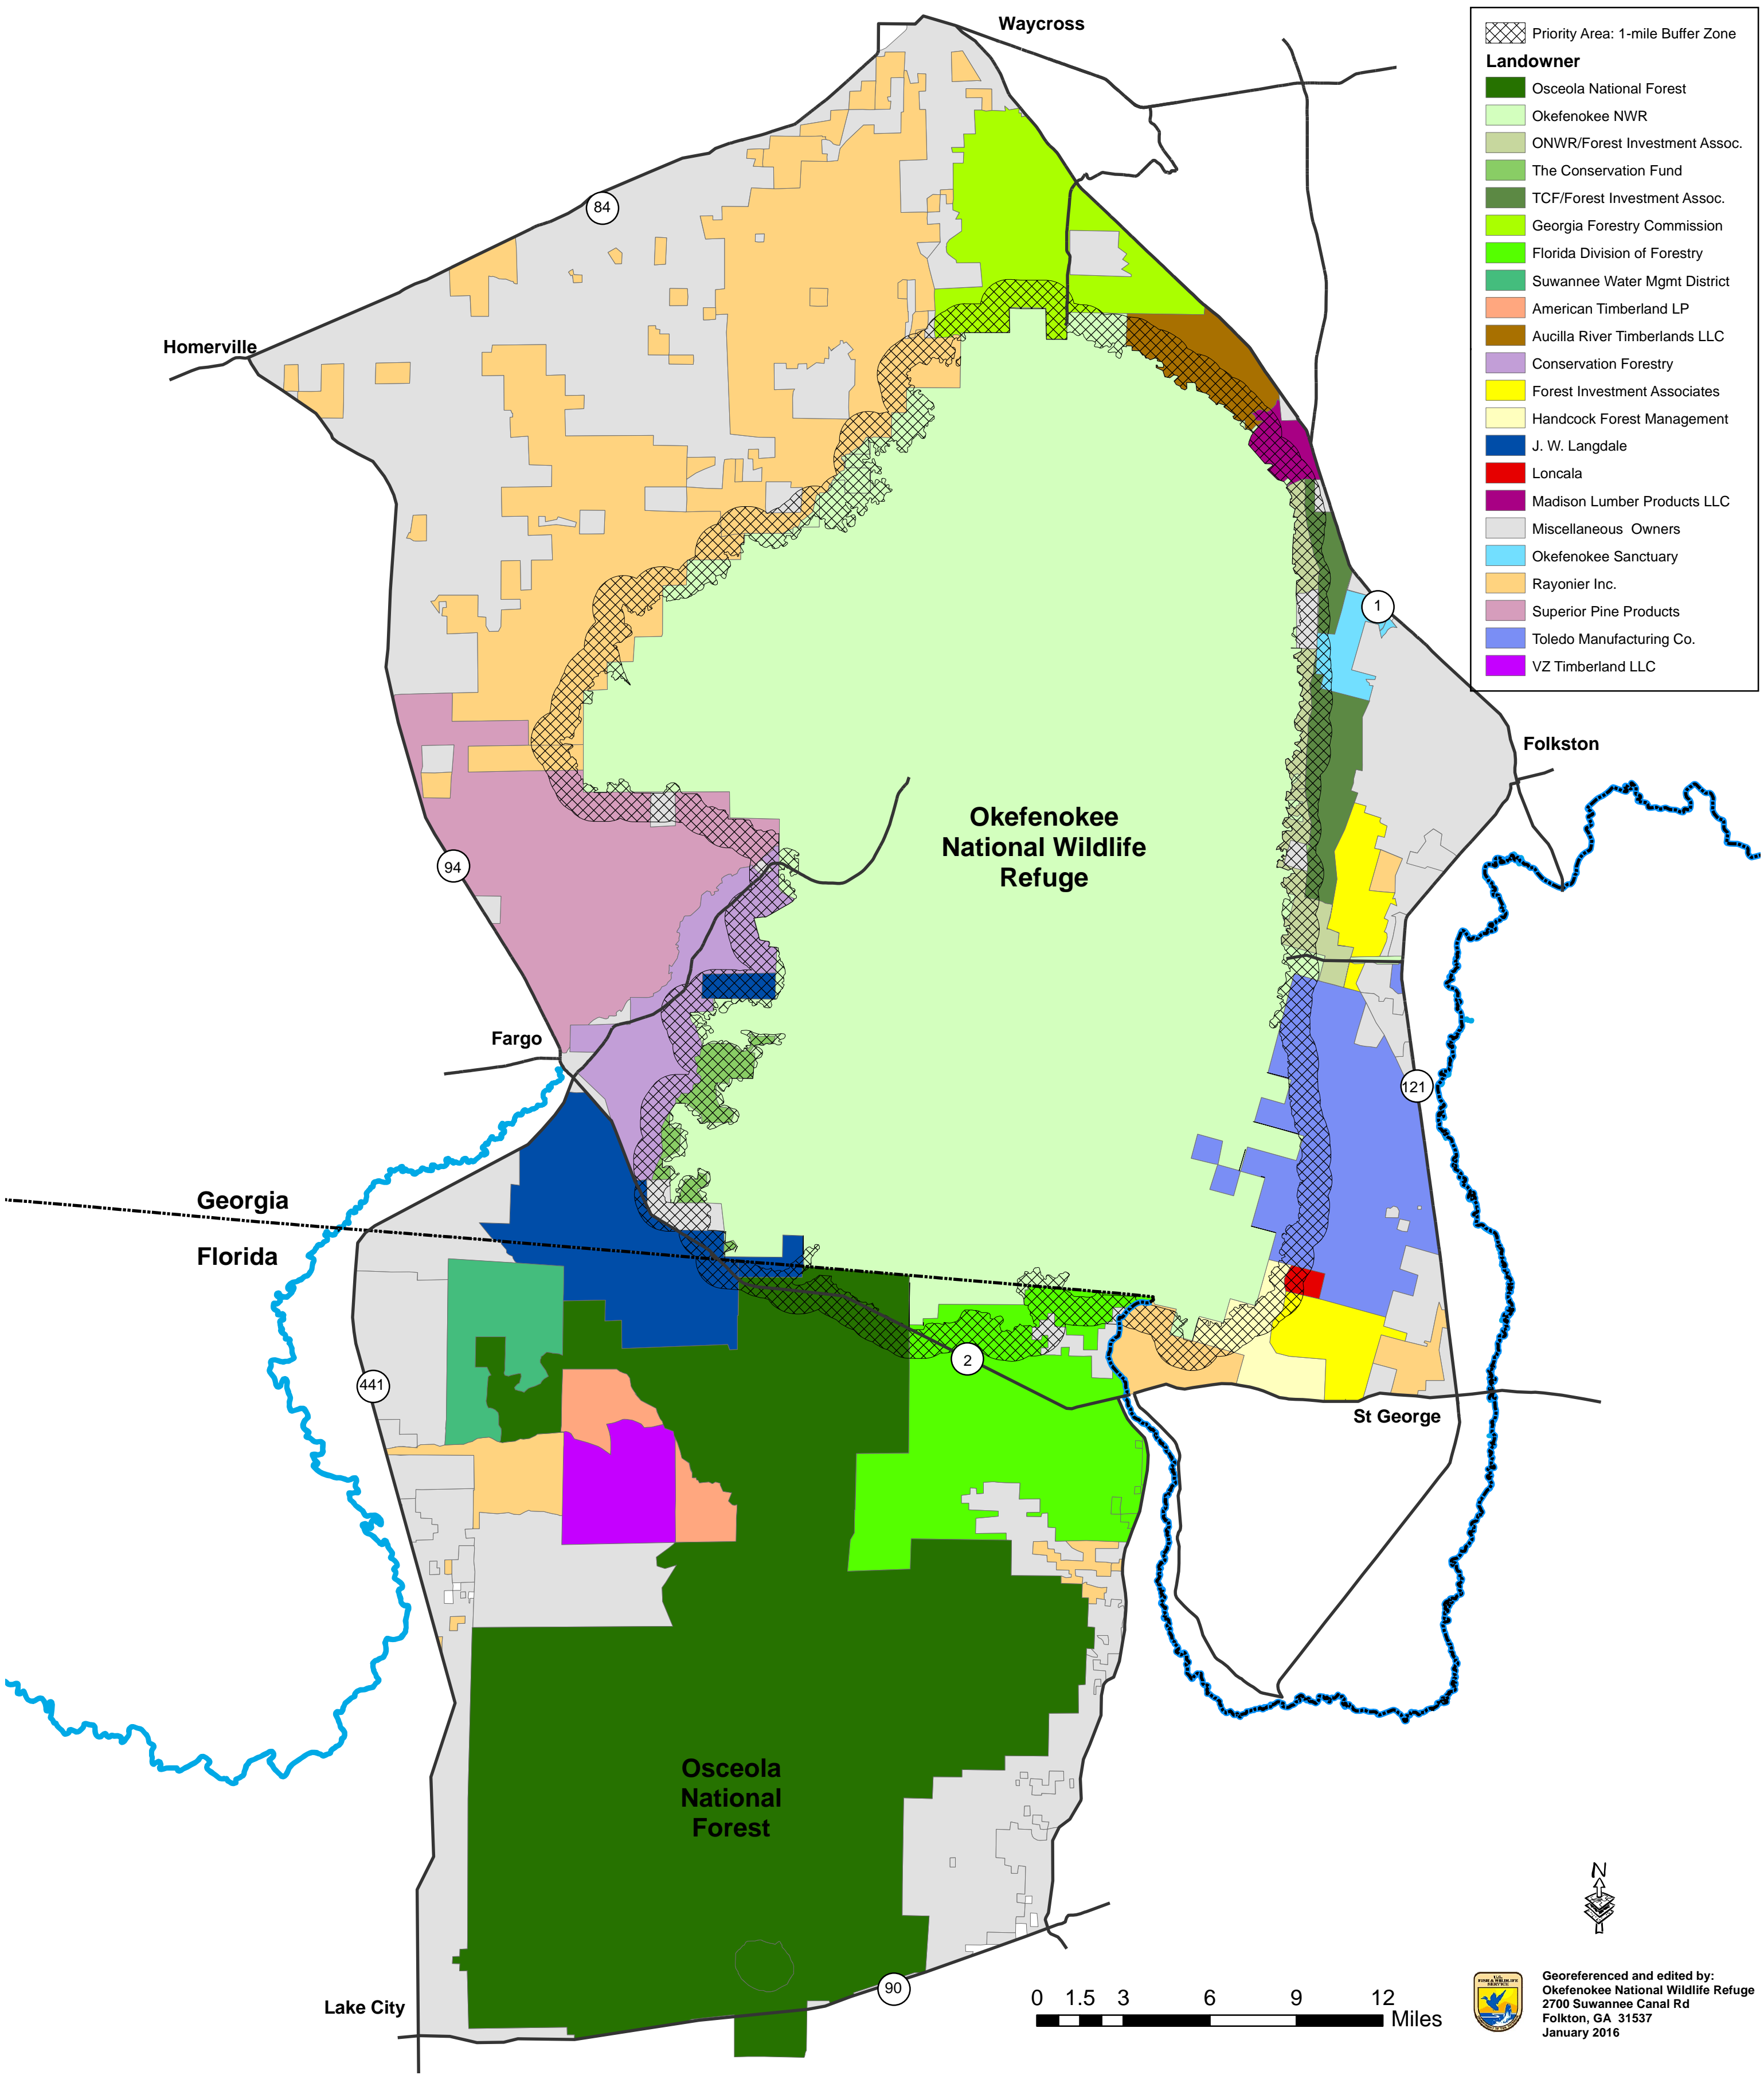 Waycross
Priority Area: 1-mile Buffer Zone
Landowner
Osceola National Forest
Okefenokee NWR
ONWR/Forest Investment Assoc.
The Conservation Fund
TCF/Forest Investment Assoc.
Georgia Forestry Commission
Florida Division of Forestry
Suwannee Water Mgmt District
American Timberland LP
Aucilla River Timberlands LLC
Conservation Forestry
Forest Investment Associates
Handcock Forest Management
J. W. Langdale
Loncala
Madison Lumber Products LLC
Miscellaneous Owners
Okefenokee Sanctuary
Rayonier Inc.
Superior Pine Products
Toledo Manufacturing Co.
VZ Timberland LLC
84
Homerville
1
Folkston
Okefenokee
National Wildlife
Refuge
94
Fargo
121
Georgia
Florida
2
441
St George
Osceola
National
Forest
N
90
Lake City
0 1.5 3 6 9 12
Miles
U.S.
FISH & WILDLIFE
SERVICE
Georeferenced and edited by:
Okefenokee National Wildlife Refuge
2700 Suwannee Canal Rd
Folkton, GA 31537
January 2016